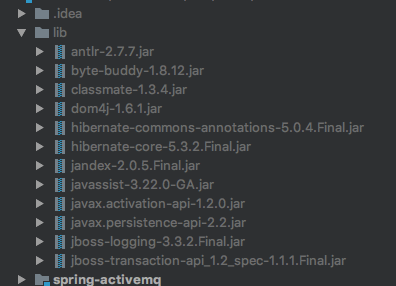 .idea
lib
antlr-2.7.7.jar
byte-buddy-1.8.12.jar
classmate-1.3.4.jar
dom4j-1.6.1.jar
hibernate-commons-annotations-5.0.4.Final.jar
hibernate-core-5.3.2.Final.jar
jandex-2.0.5.Final.jar
javassist-3.22.0-GA.jar
javax.activation-api-1.2.0.jar
javax.persistence-api-2.2.jar
jboss-logging-3.3.2.Final.jar
jboss-transaction-api_1.2_spec-1.1.1.Final.jar
spring-activemq